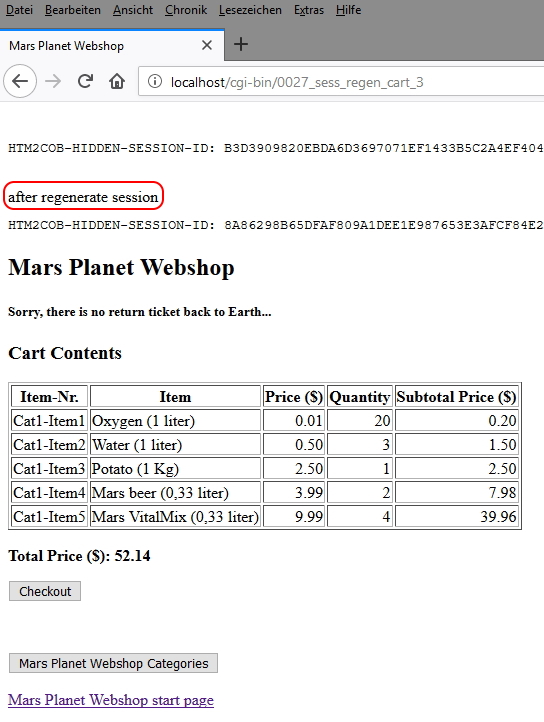 Datei Bearbeiten Ansicht Chronik Lesezeichen Extras Hilfe
Mars Planet Webshop
localhost/cgi-bin/0027_sess_regen_cart_3
HTM2COB-HIDDEN-SESSION-ID: B3D3909820EBDA6D3697071EF1433B5C2A4EF404
after regenerate session
HTM2COB-HIDDEN-SESSION-ID: 8A86298B65DFAF809A1DEE1E987653E3AFCF84E2
Mars Planet Webshop
Sorry, there is no return ticket back to Earth...
Cart Contents
Item-Nr. Item Price ($) Quantity Subtotal Price ($)
Cat1-Item1 Oxygen (1 liter) 0.01 20 0.20
Cat1-Item2 Water (1 liter) 0.50 3 1.50
Cat1-Item3 Potato (1 Kg) 2.50 1 2.50
Cat1-Item4 Mars beer (0,33 liter) 3.99 2 7.98
Cat1-Item5 Mars VitalMix (0,33 liter) 9.99 4 39.96
Total Price ($): 52.14
Checkout
Mars Planet Webshop Categories
Mars Planet Webshop start page